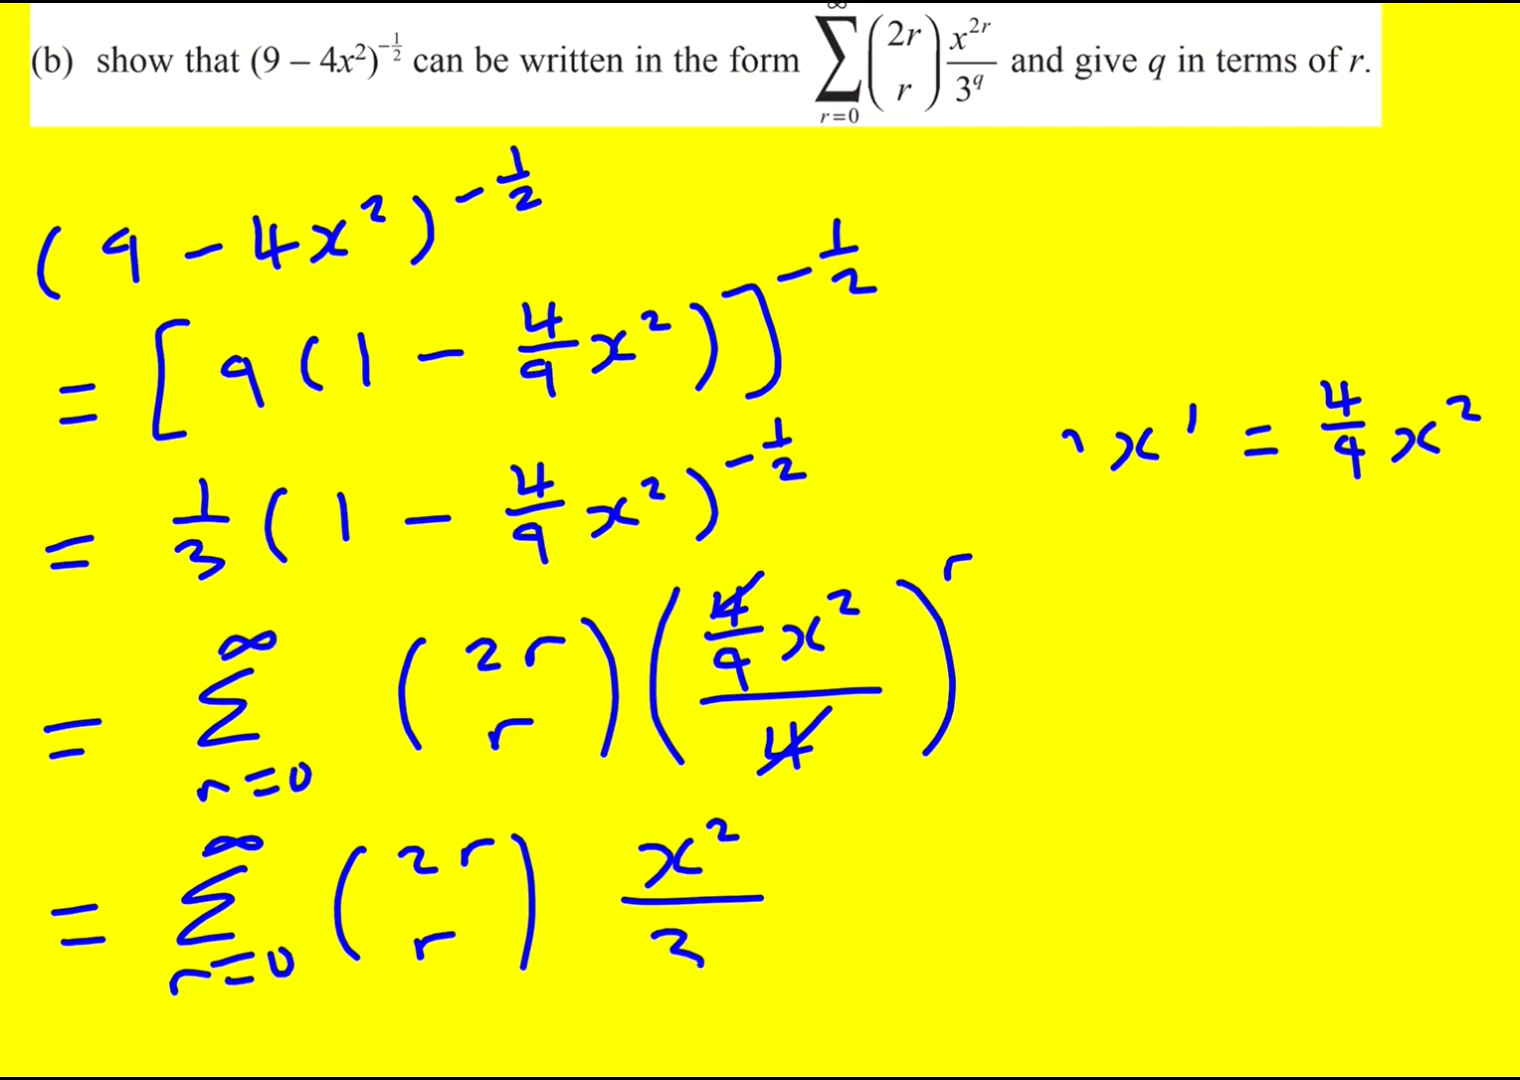 (b) show that (9 – 4x²)^(-1/2) can be written in the form ∑_{r=0}^{∞} (2r r) x^(2r)/3^q and give q in terms of r.
(9 - 4x²)^(-1/2)
= [9(1 - 4/9 x²)]^(-1/2)
'x' = 4/9 x²
= 1/3 (1 - 4/9 x²)^(-1/2)
= ∑_{r=0}^{∞} (2r r) ((4/9 x²)/4)^r
= ∑_{r=0}^{∞} (2r r) x²/3